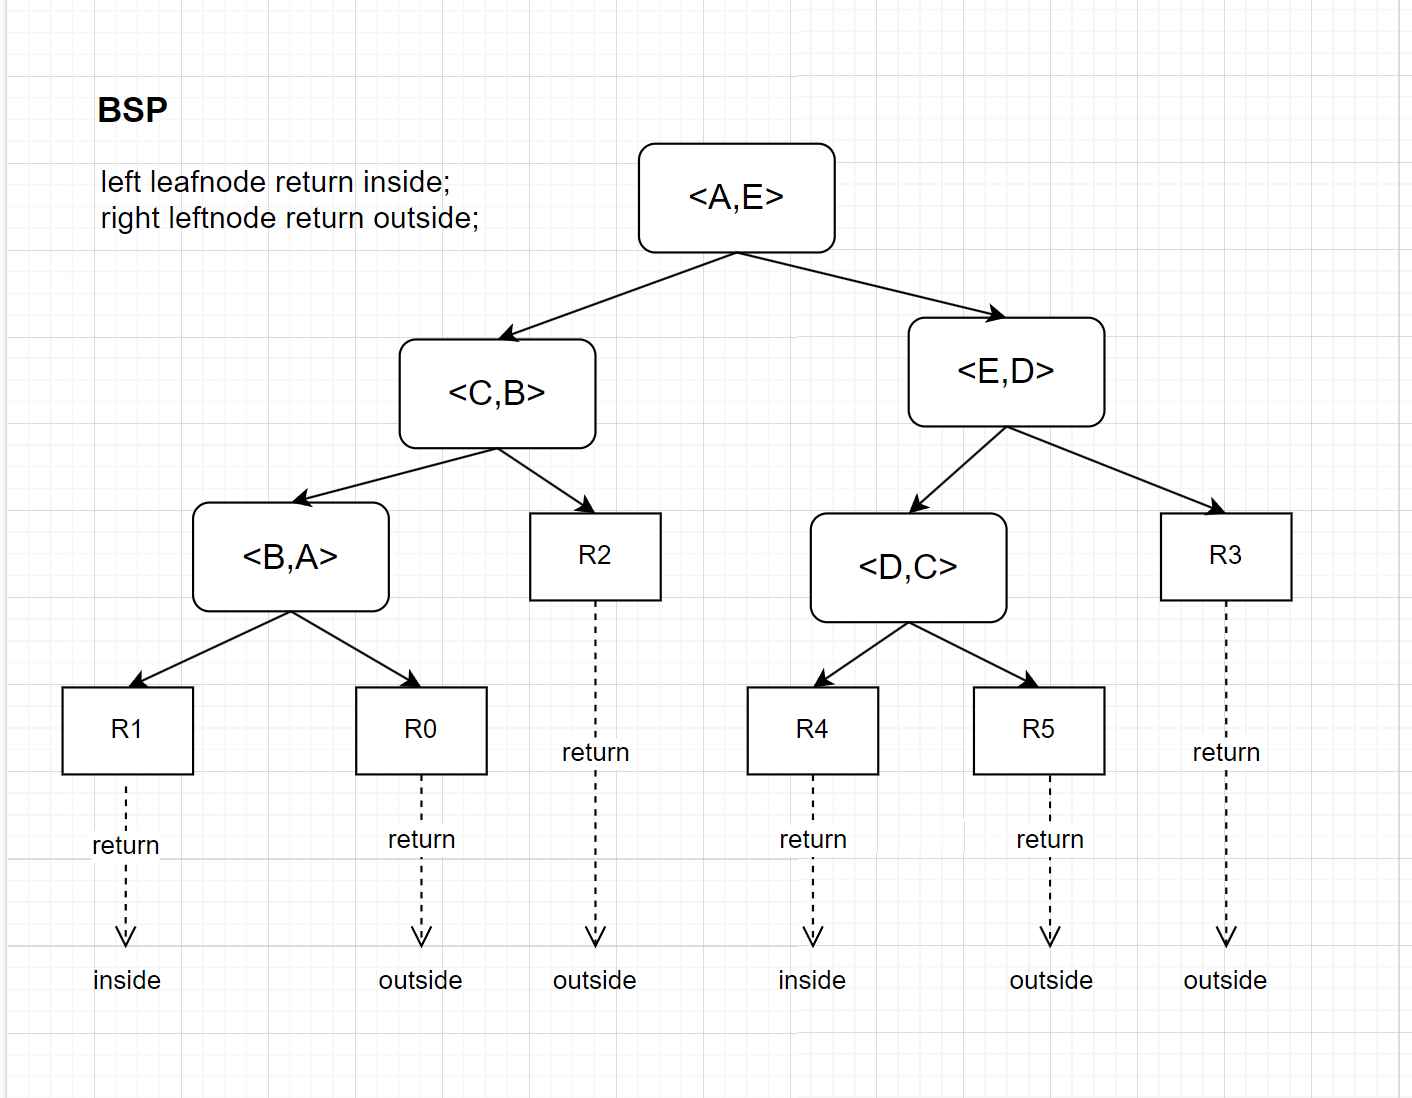 BSP
left leafnode return inside;
right leftnode return outside;
<A,E>
<C,B>
<E,D>
<B,A>
R2
<D,C>
R3
R1
R0
R4
R5
return
return
return
return
return
return
inside
outside
outside
inside
outside
outside